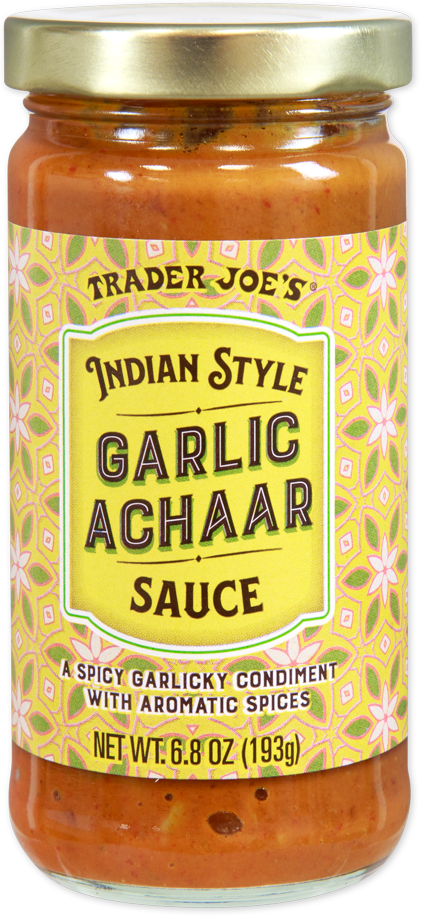 TRADER JOE'S®
INDIAN STYLE
GARLIC
ACHAAR
SAUCE
A SPICY GARLICKY CONDIMENT
WITH AROMATIC SPICES
NET WT. 6.8 OZ (193g)